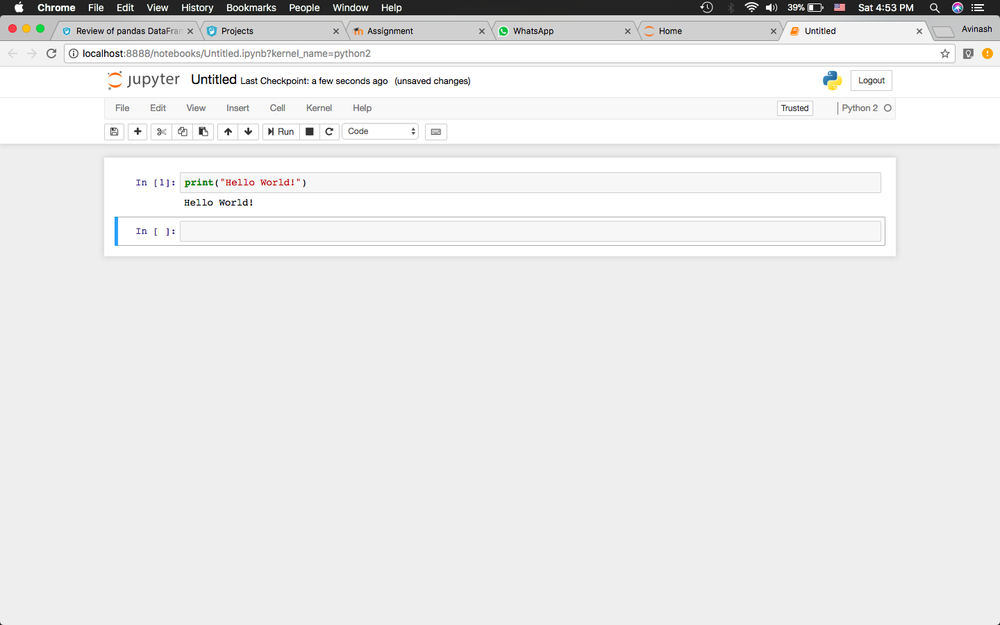 Chrome File Edit View History Bookmarks People Window Help 39% Sat 4:53 PM
Review of pandas DataFran Projects Assignment WhatsApp Home Untitled Avinash
localhost:8888/notebooks/Untitled.ipynb?kernel_name=python2
jupyter Untitled Last Checkpoint: a few seconds ago (unsaved changes) Logout
File Edit View Insert Cell Kernel Help Trusted Python 2
Run Code
In [1]: print("Hello World!")
Hello World!
In [ ]: